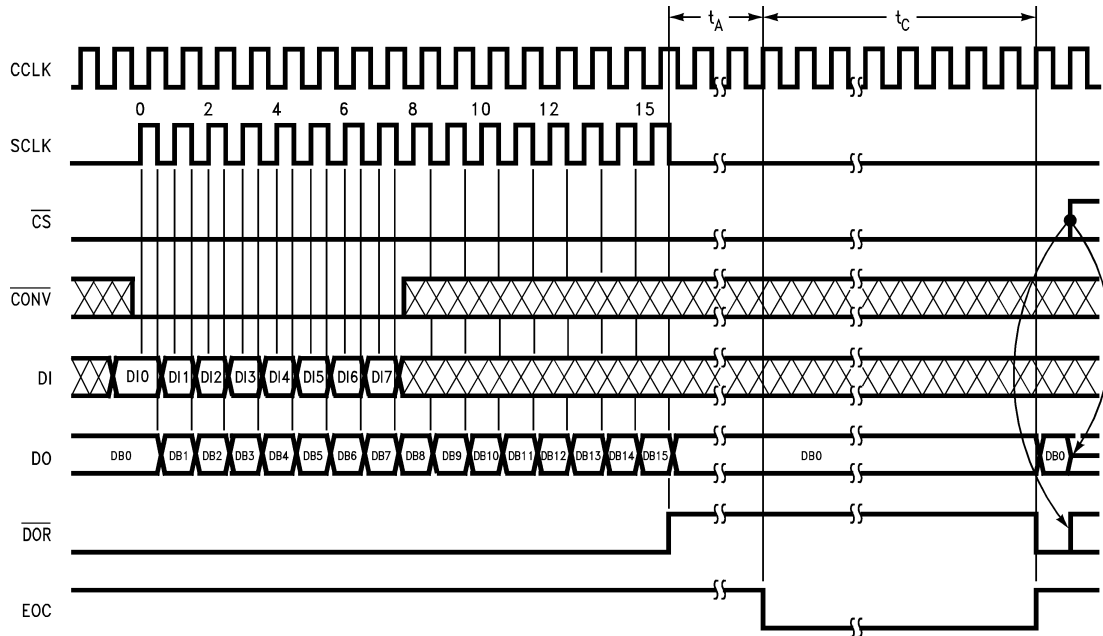 tA tC
CCLK
0 2 4 6 8 10 12 15
SCLK
CS
CONV
DI DI0 DI1 DI2 DI3 DI4 DI5 DI6 DI7
DO DB0 DB1 DB2 DB3 DB4 DB5 DB6 DB7 DB8 DB9 DB10 DB11 DB12 DB13 DB14 DB15 DB0 DB0
DOR
EOC